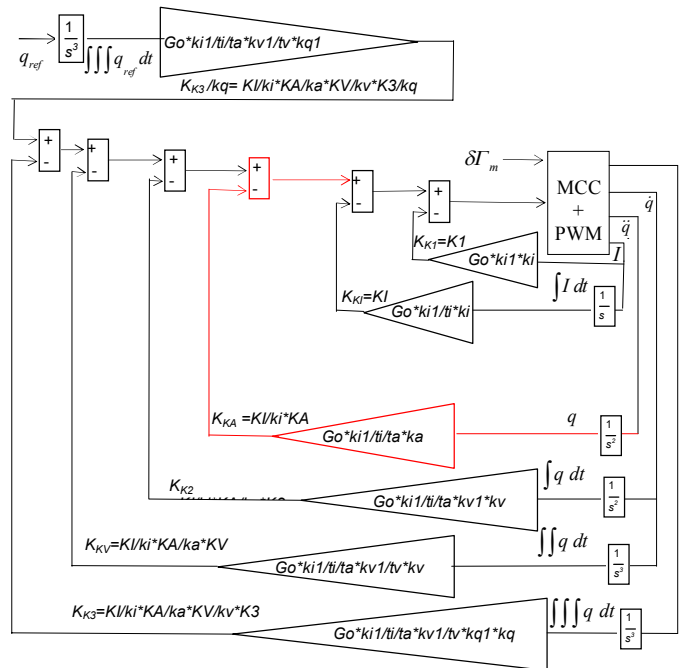 q_ref
1/s³
∫∫∫q_ref dt
Go*ki1/ti/ta*kv1/tv*kq1
K_K3/kq= KI/ki*KA/ka*KV/kv*K3/kq
+
-
+
-
+
-
+
-
+
-
+
-
δΓ_m
MCC
+
PWM
q̇
q̈
I
K_K1=K1
Go*ki1*ki
K_KI=KI
Go*ki1/ti*ki
∫I dt
1/s
K_KA =KI/ki*KA
Go*ki1/ti/ta*ka
q
1/s²
K_K2
Go*ki1/ti/ta*kv1*kv
∫q dt
1/s²
K_KV=KI/ki*KA/ka*KV
Go*ki1/ti/ta*kv1/tv*kv
∫∫q dt
1/s³
K_K3=KI/ki*KA/ka*KV/kv*K3
Go*ki1/ti/ta*kv1/tv*kq1*kq
∫∫∫q dt
1/s³